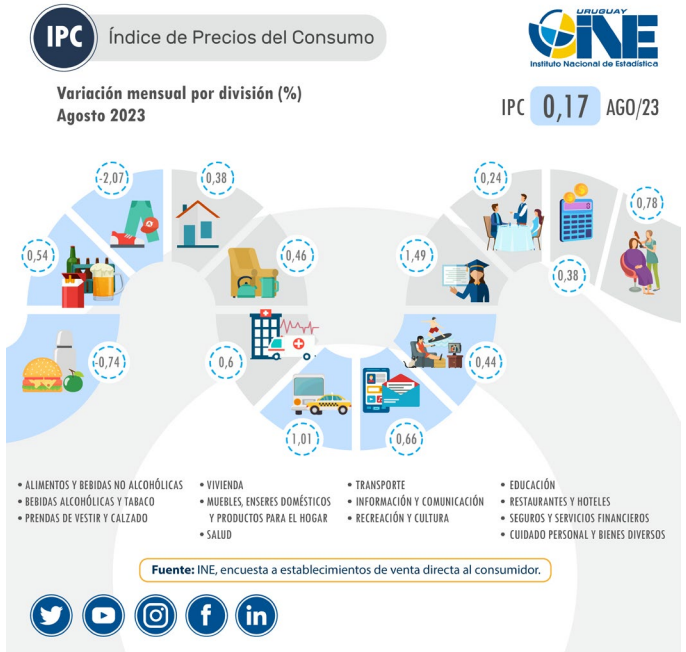 IPC
Índice de Precios del Consumo
URUGUAY
INE
Instituto Nacional de Estadística
Variación mensual por división (%)
Agosto 2023
IPC 0,17 AGO/23
-2,07
0,38
0,54
0,46
-0,74
0,6
1,01
0,66
0,44
1,49
0,24
0,38
0,78
• ALIMENTOS Y BEBIDAS NO ALCOHÓLICAS
• BEBIDAS ALCOHÓLICAS Y TABACO
• PRENDAS DE VESTIR Y CALZADO
• VIVIENDA
• MUEBLES, ENSERES DOMÉSTICOS
Y PRODUCTOS PARA EL HOGAR
• SALUD
• TRANSPORTE
• INFORMACIÓN Y COMUNICACIÓN
• RECREACIÓN Y CULTURA
• EDUCACIÓN
• RESTAURANTES Y HOTELES
• SEGUROS Y SERVICIOS FINANCIEROS
• CUIDADO PERSONAL Y BIENES DIVERSOS
Fuente: INE, encuesta a establecimientos de venta directa al consumidor.